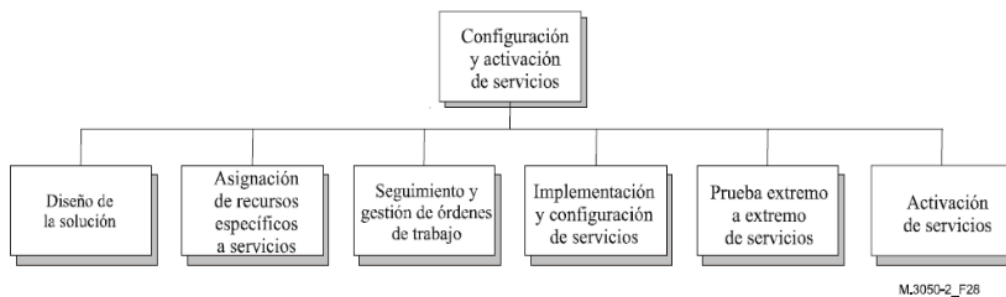 Configuración
y activación
de servicios
Diseño de
la solución
Asignación
de recursos
específicos
a servicios
Seguimiento y
gestión de órdenes
de trabajo
Implementación
y configuración
de servicios
Prueba extremo
a extremo
de servicios
Activación
de servicios
M.3050-2_F28